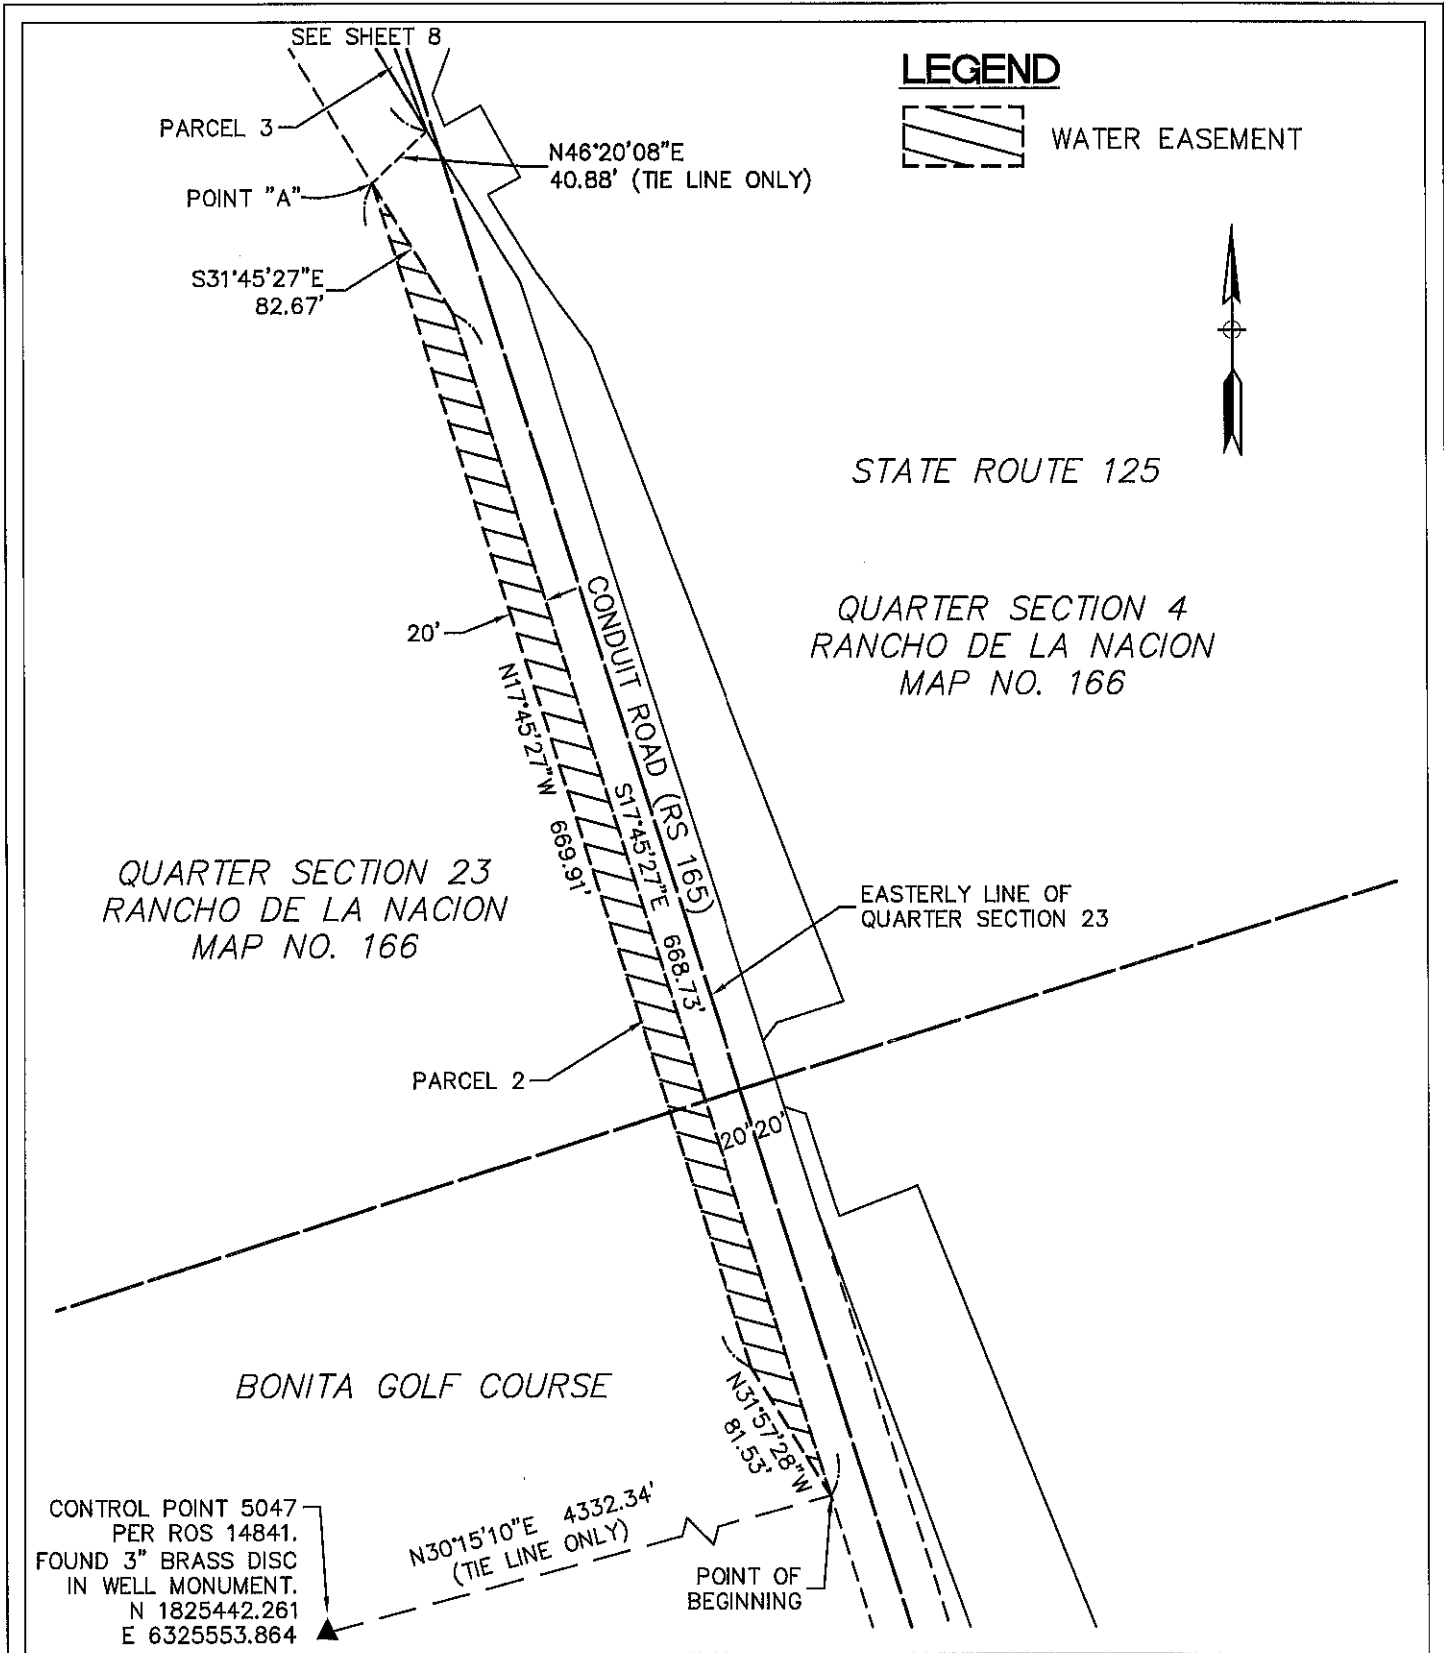 SEE SHEET 8
LEGEND
WATER EASEMENT
PARCEL 3
N46°20'08"E
40.88' (TIE LINE ONLY)
POINT "A"
S31°45'27"E
82.67'
STATE ROUTE 125
QUARTER SECTION 4
RANCHO DE LA NACION
MAP NO. 166
20'
CONDUIT ROAD (RS 165)
N17°45'27"W 669.91'
S17°45'27"E 668.73'
QUARTER SECTION 23
RANCHO DE LA NACION
MAP NO. 166
EASTERLY LINE OF
QUARTER SECTION 23
PARCEL 2
20' 20'
BONITA GOLF COURSE
N31°57'28"W
81.53'
N30°15'10"E 4332.34'
(TIE LINE ONLY)
CONTROL POINT 5047
PER ROS 14841.
FOUND 3" BRASS DISC
IN WELL MONUMENT.
N 1825442.261
E 6325553.864
POINT OF
BEGINNING